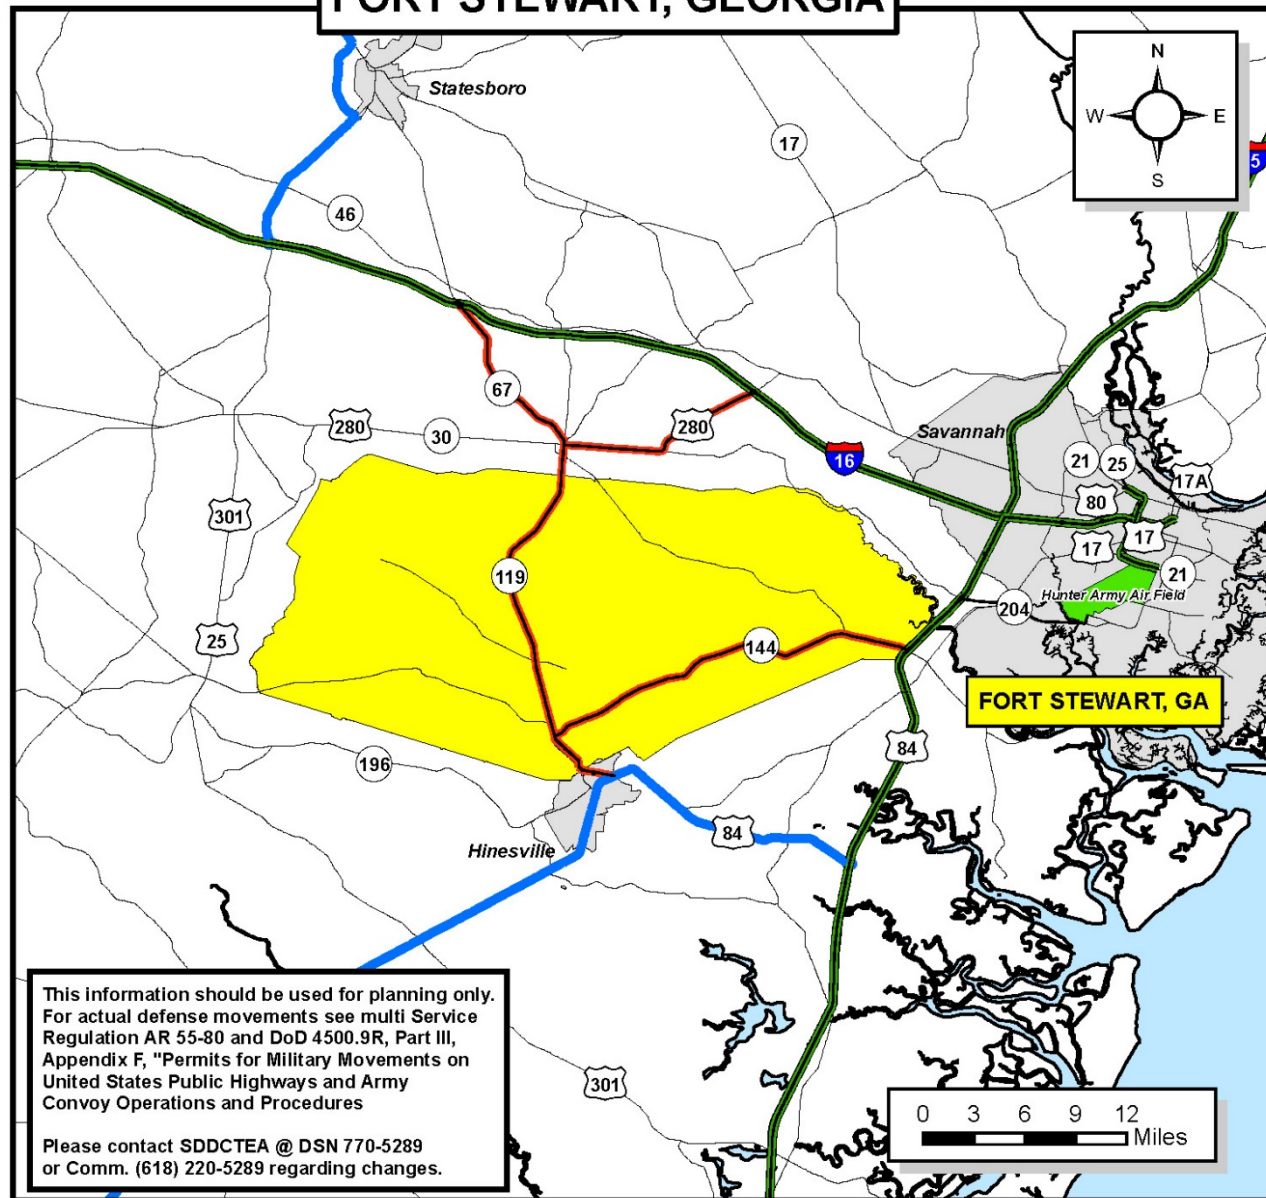 FORT STEWART, GEORGIA
N
W E
S
Statesboro
17
5
46
67
280
30
280
16
Savannah
21
25
17A
80
301
17
17
119
21
Hunter Army Air Field
204
25
144
FORT STEWART, GA
84
196
84
Hinesville
This information should be used for planning only.
For actual defense movements see multi Service
Regulation AR 55-80 and DoD 4500.9R, Part III,
Appendix F, "Permits for Military Movements on
United States Public Highways and Army
Convoy Operations and Procedures
Please contact SDDCTEA @ DSN 770-5289
or Comm. (618) 220-5289 regarding changes.
301
0 3 6 9 12
Miles